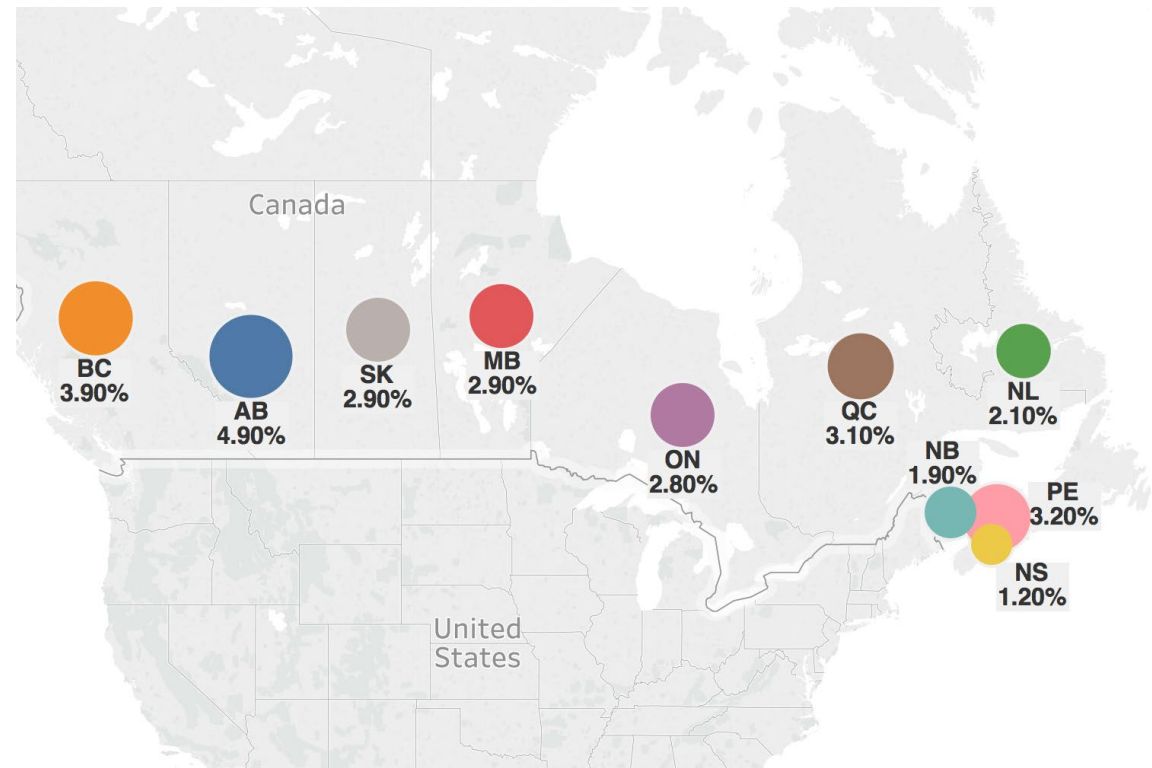 Canada
BC
3.90%
AB
4.90%
SK
2.90%
MB
2.90%
ON
2.80%
QC
3.10%
NL
2.10%
NB
1.90%
PE
3.20%
NS
1.20%
United
States